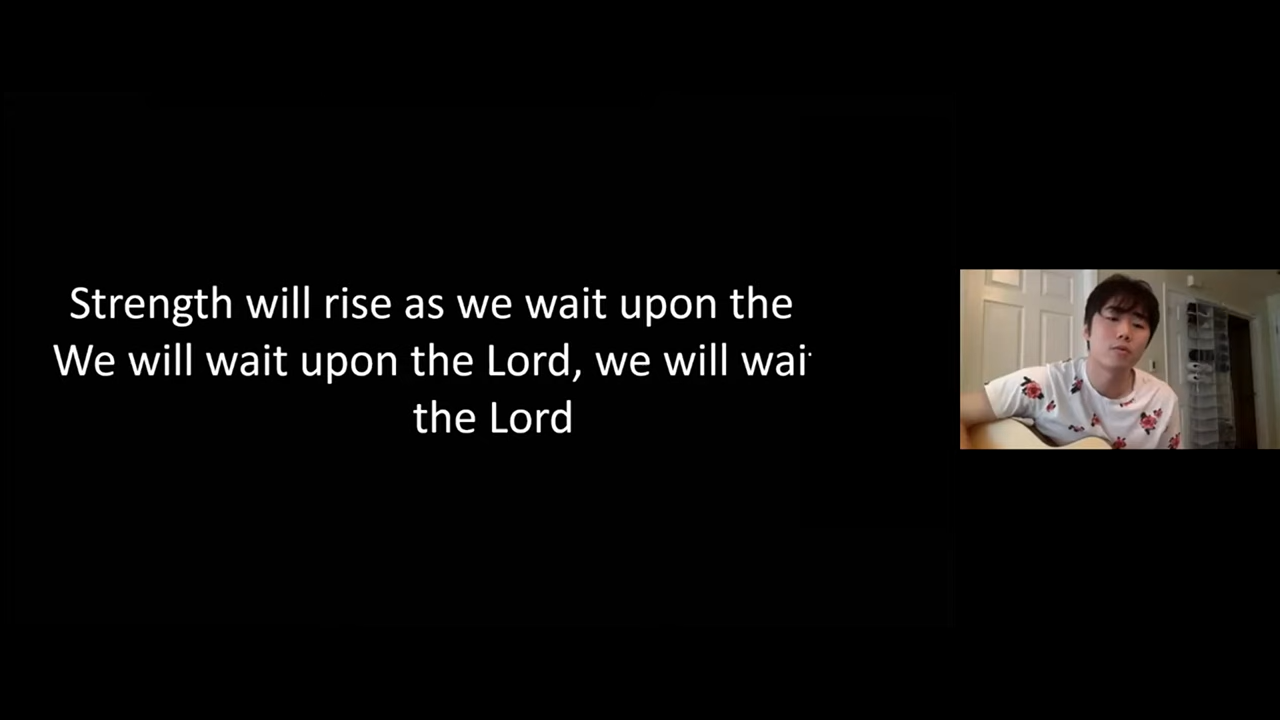 Strength will rise as we wait upon the
We will wait upon the Lord, we will wai
the Lord